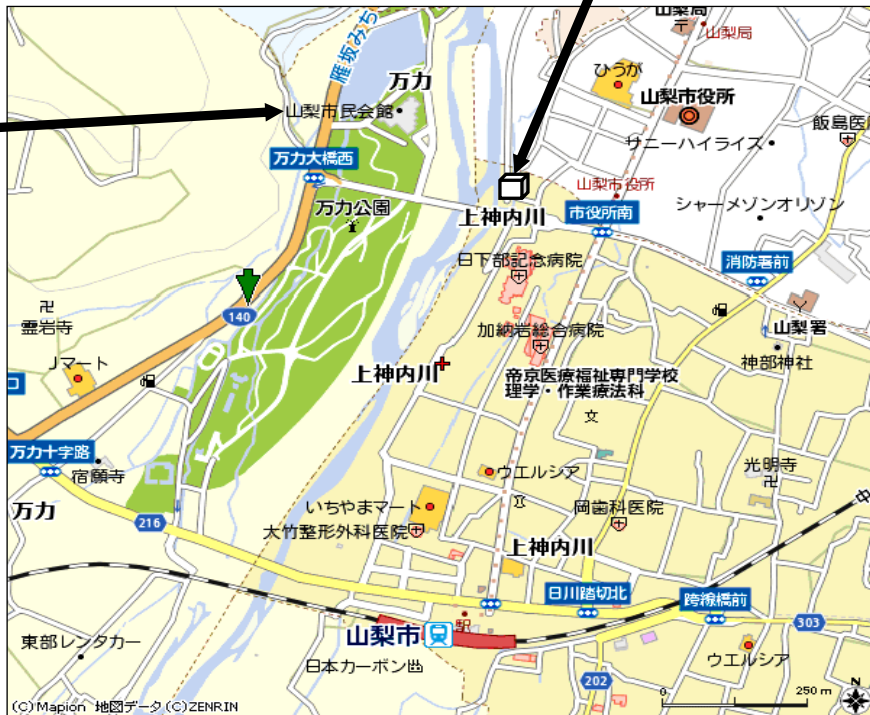 山梨局
山梨局
雁坂みち
万力
ひうが
山梨市民会館
山梨市役所
飯島医
サニーハイライズ
万力大橋西
山梨市役所
シャーメゾンオリゾン
万力公園
上神内川
市役所南
日下部記念病院
消防署前
140
霊岩寺
加納岩総合病院
山梨署
神部神社
Jマート
上神内川
帝京医療福祉専門学校
理学・作業療法科
口
万力十字路
宿願寺
ウエルシア
光明寺
万力
216
いちやまマート
大竹整形外科医院
岡歯科医院
中
上神内川
日川踏切北
跨線橋前
駅
303
山梨市
東部レンタカー
日本カーボン
ウエルシア
202
0
250 m
N
(C)Mapion 地図データ(C)ZENRIN